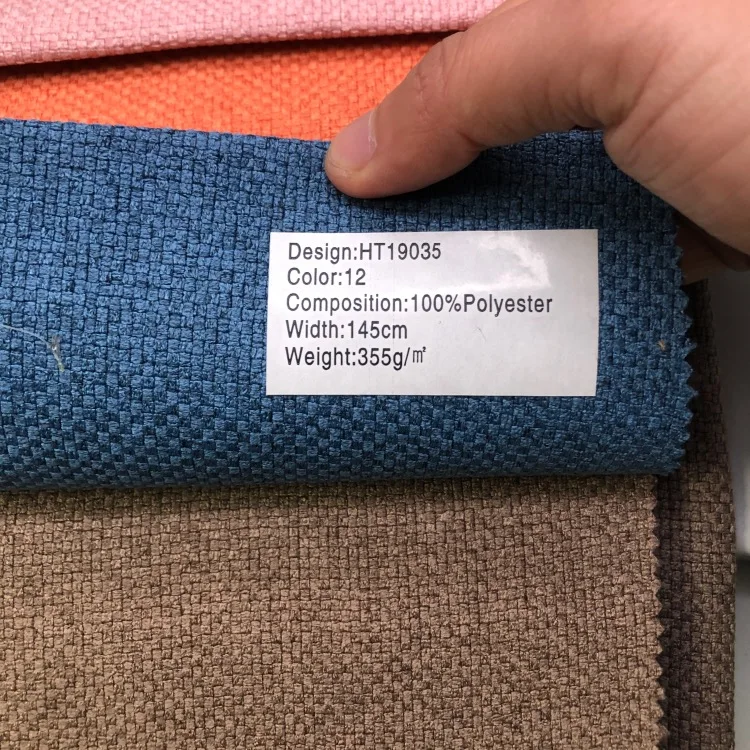 Design:HT19035
Color:12
Composition:100%Polyester
Width:145cm
Weight:355g/㎡